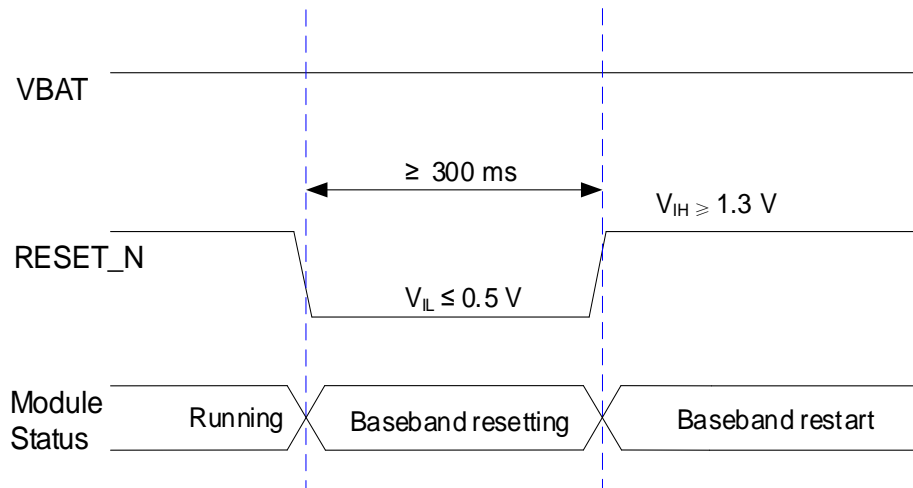 VBAT
≥ 300 ms
VIH ≥ 1.3 V
RESET_N
VIL ≤ 0.5 V
Module
Status
Running
Baseband resetting
Baseband restart